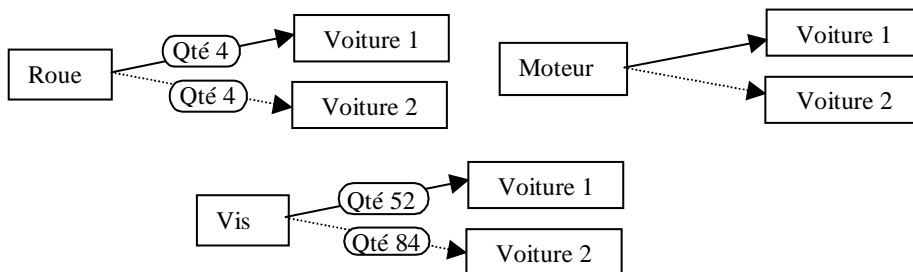 Roue
Qté 4
Voiture 1
Qté 4
Voiture 2
Moteur
Voiture 1
Voiture 2
Vis
Qté 52
Voiture 1
Qté 84
Voiture 2